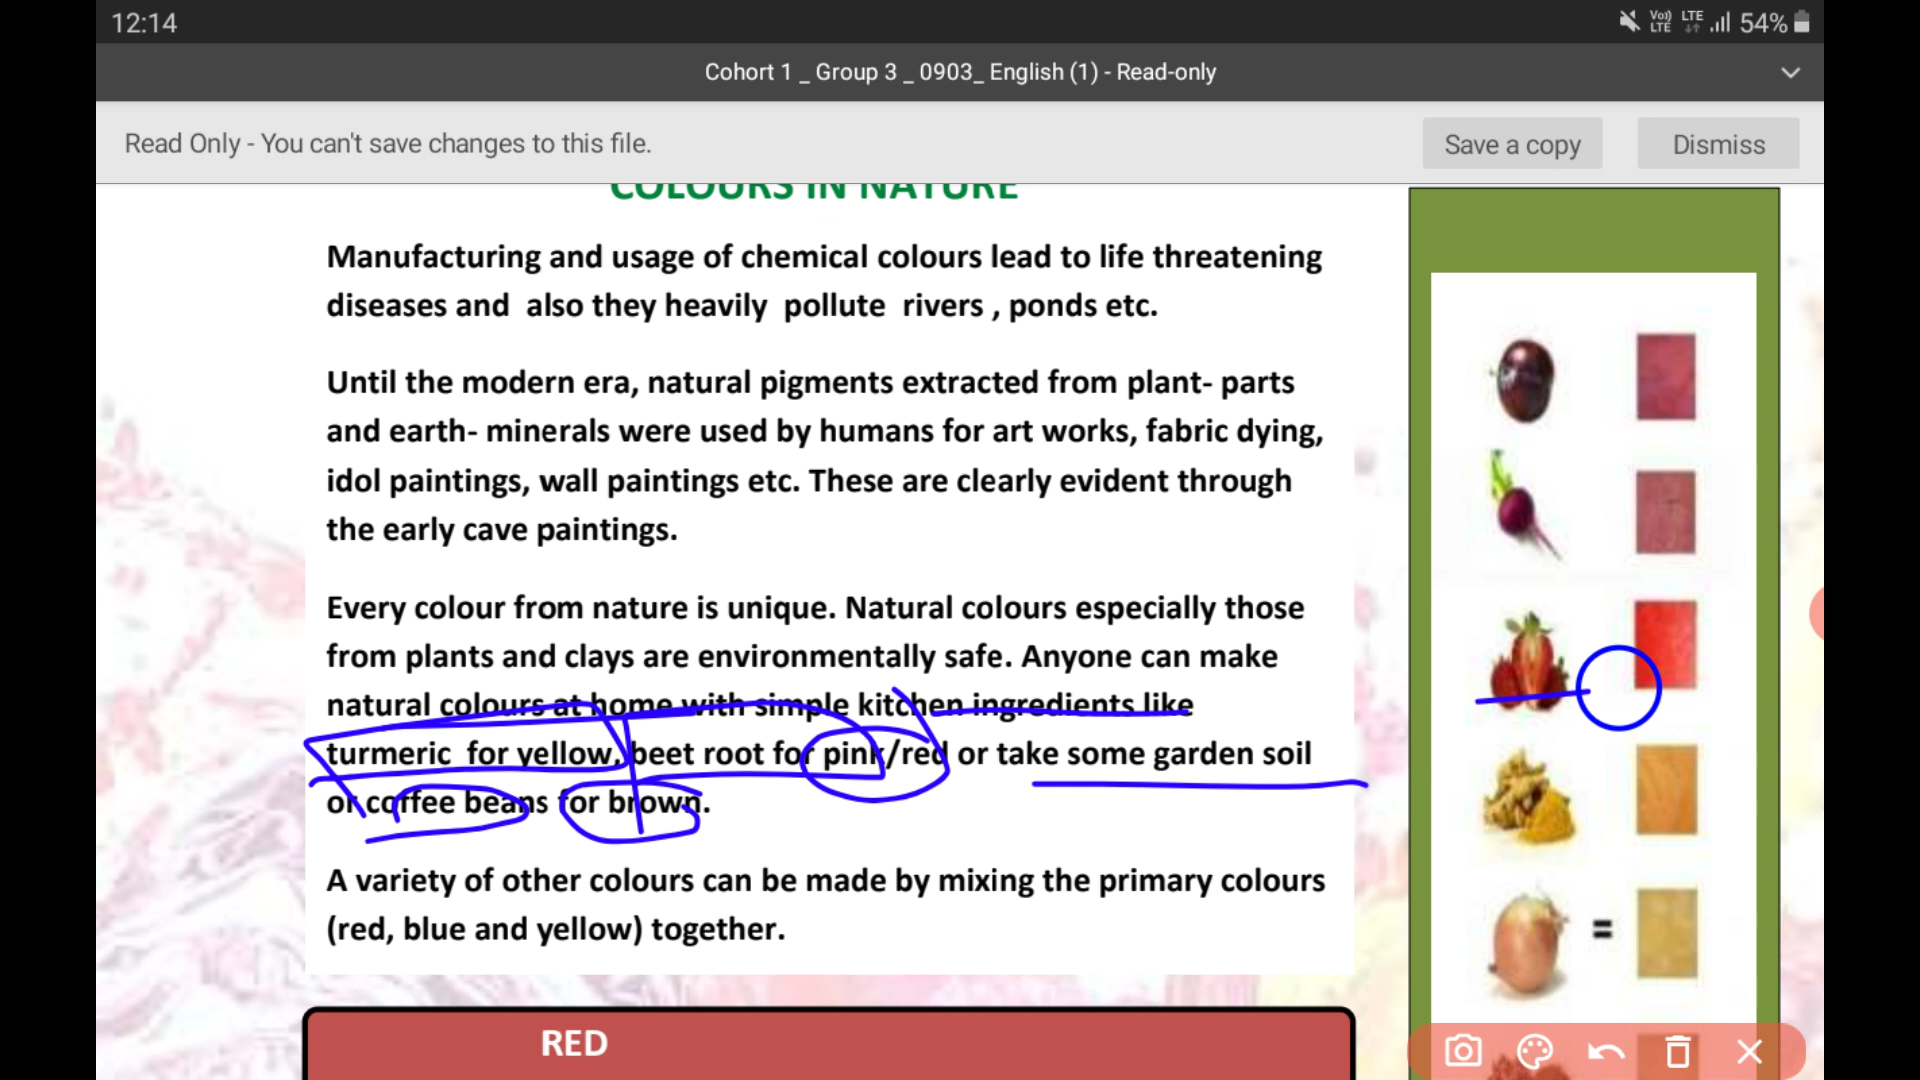 12:14
Vo)) LTE LTE 54%
Cohort 1 _ Group 3 _ 0903_ English (1) - Read-only
Read Only - You can't save changes to this file.
Save a copy
Dismiss
COLOURS IN NATURE
Manufacturing and usage of chemical colours lead to life threatening
diseases and also they heavily pollute rivers , ponds etc.
Until the modern era, natural pigments extracted from plant- parts
and earth- minerals were used by humans for art works, fabric dying,
idol paintings, wall paintings etc. These are clearly evident through
the early cave paintings.
Every colour from nature is unique. Natural colours especially those
from plants and clays are environmentally safe. Anyone can make
natural colours at home with simple kitchen ingredients like
turmeric for yellow, beet root for pink/red or take some garden soil
or coffee beans for brown.
A variety of other colours can be made by mixing the primary colours
(red, blue and yellow) together.
=
RED